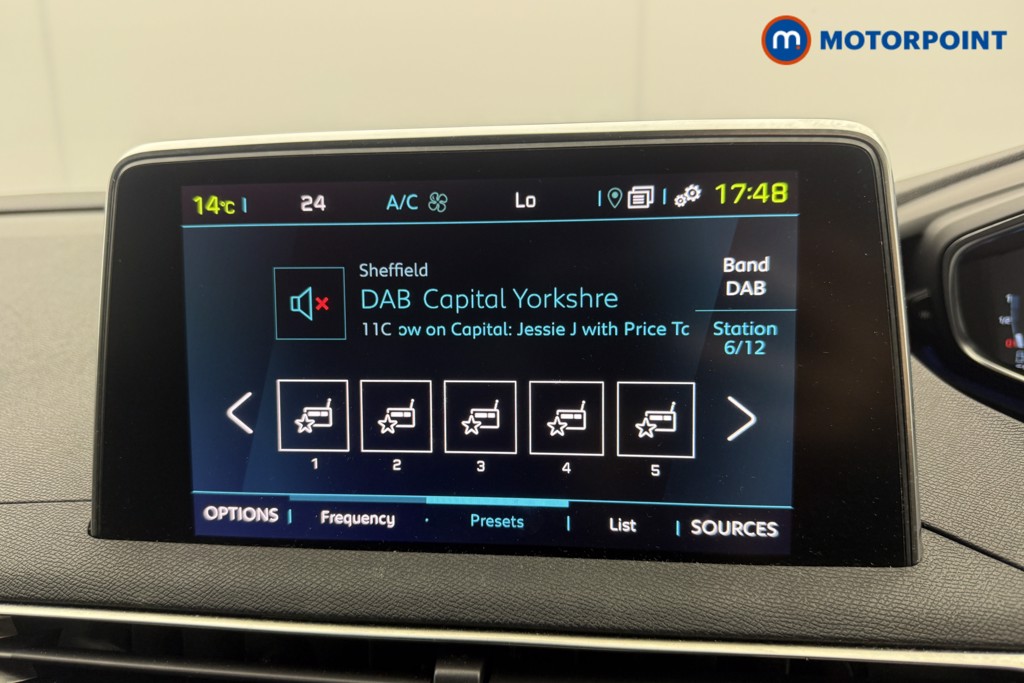 m MOTORPOINT
14°C 24 A/C Lo 17:48
Sheffield
DAB Capital Yorkshre
11C ow on Capital: Jessie J with Price Tc
Band
DAB
Station
6/12
1 2 3 4 5
OPTIONS Frequency Presets List SOURCES